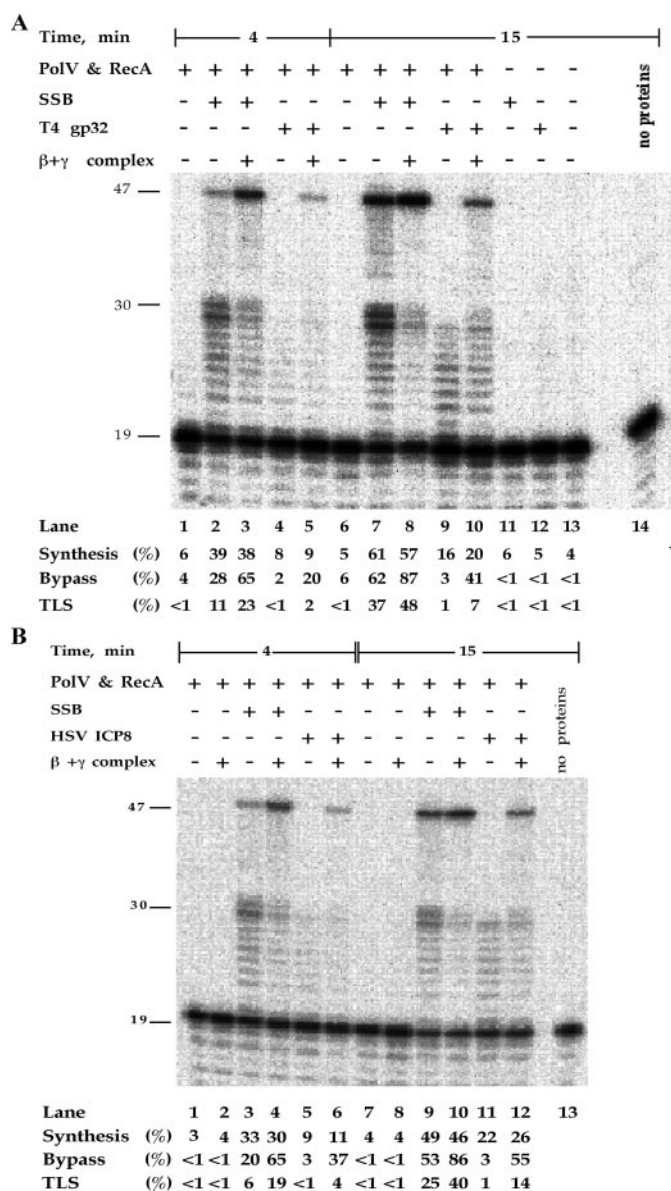 A
Time, min 4 15
PolV & RecA + + + + + + + + + + - - -
SSB - + + - - - + + - - + - -
T4 gp32 - - - + + - - - + + - + -
β+γ complex - - + - + - - + - + - - -
no proteins
47
30
19
Lane 1 2 3 4 5 6 7 8 9 10 11 12 13 14
Synthesis (%) 6 39 38 8 9 5 61 57 16 20 6 5 4
Bypass (%) 4 28 65 2 20 6 62 87 3 41 <1 <1 <1
TLS (%) <1 11 23 <1 2 <1 37 48 1 7 <1 <1 <1
B
Time, min 4 15
PolV & RecA + + + + + + + + + + + +
SSB - - + + - - - - + + - -
HSV ICP8 - - - - + + - - - - + +
β +γ complex - + - + - + - + - + - +
no proteins
47
30
19
Lane 1 2 3 4 5 6 7 8 9 10 11 12 13
Synthesis (%) 3 4 33 30 9 11 4 4 49 46 22 26
Bypass (%) <1 <1 20 65 3 37 <1 <1 53 86 3 55
TLS (%) <1 <1 6 19 <1 4 <1 <1 25 40 1 14